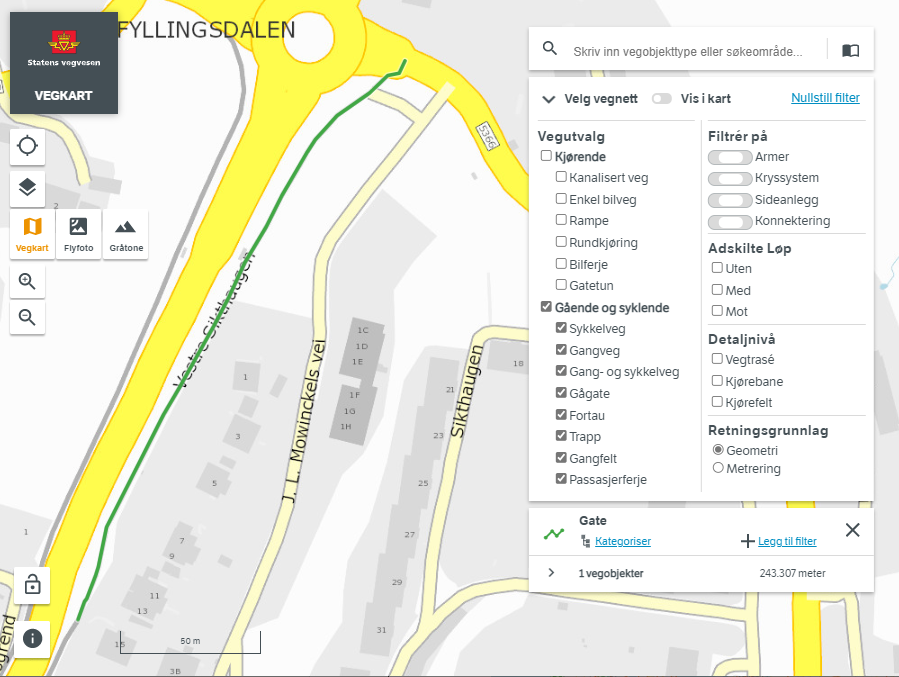 FYLLINGSDALEN
Statens vegvesen
VEGKART
Vegkart
Flyfoto
Gråtone
Vestre Sikthaugen
J. L. Mowinckels vei
Sikthaugen
5366
2
1C
1D
1E
1F
1G
1H
1
3
5
7
9
11
13
15
3B
1
18
21
23
25
27
29
31
50 m
Skriv inn vegobjekttype eller søkeområde...
Velg vegnett
Vis i kart
Nullstill filter
Vegutvalg
Kjørende
Kanalisert veg
Enkel bilveg
Rampe
Rundkjøring
Bilferje
Gatetun
Gående og syklende
Sykkelveg
Gangveg
Gang- og sykkelveg
Gågate
Fortau
Trapp
Gangfelt
Passasjerferje
Filtrér på
Armer
Kryssystem
Sideanlegg
Konnektering
Adskilte Løp
Uten
Med
Mot
Detaljnivå
Vegtrasé
Kjørebane
Kjørefelt
Retningsgrunnlag
Geometri
Metrering
Gate
Kategoriser
Legg til filter
1 vegobjekter
243.307 meter